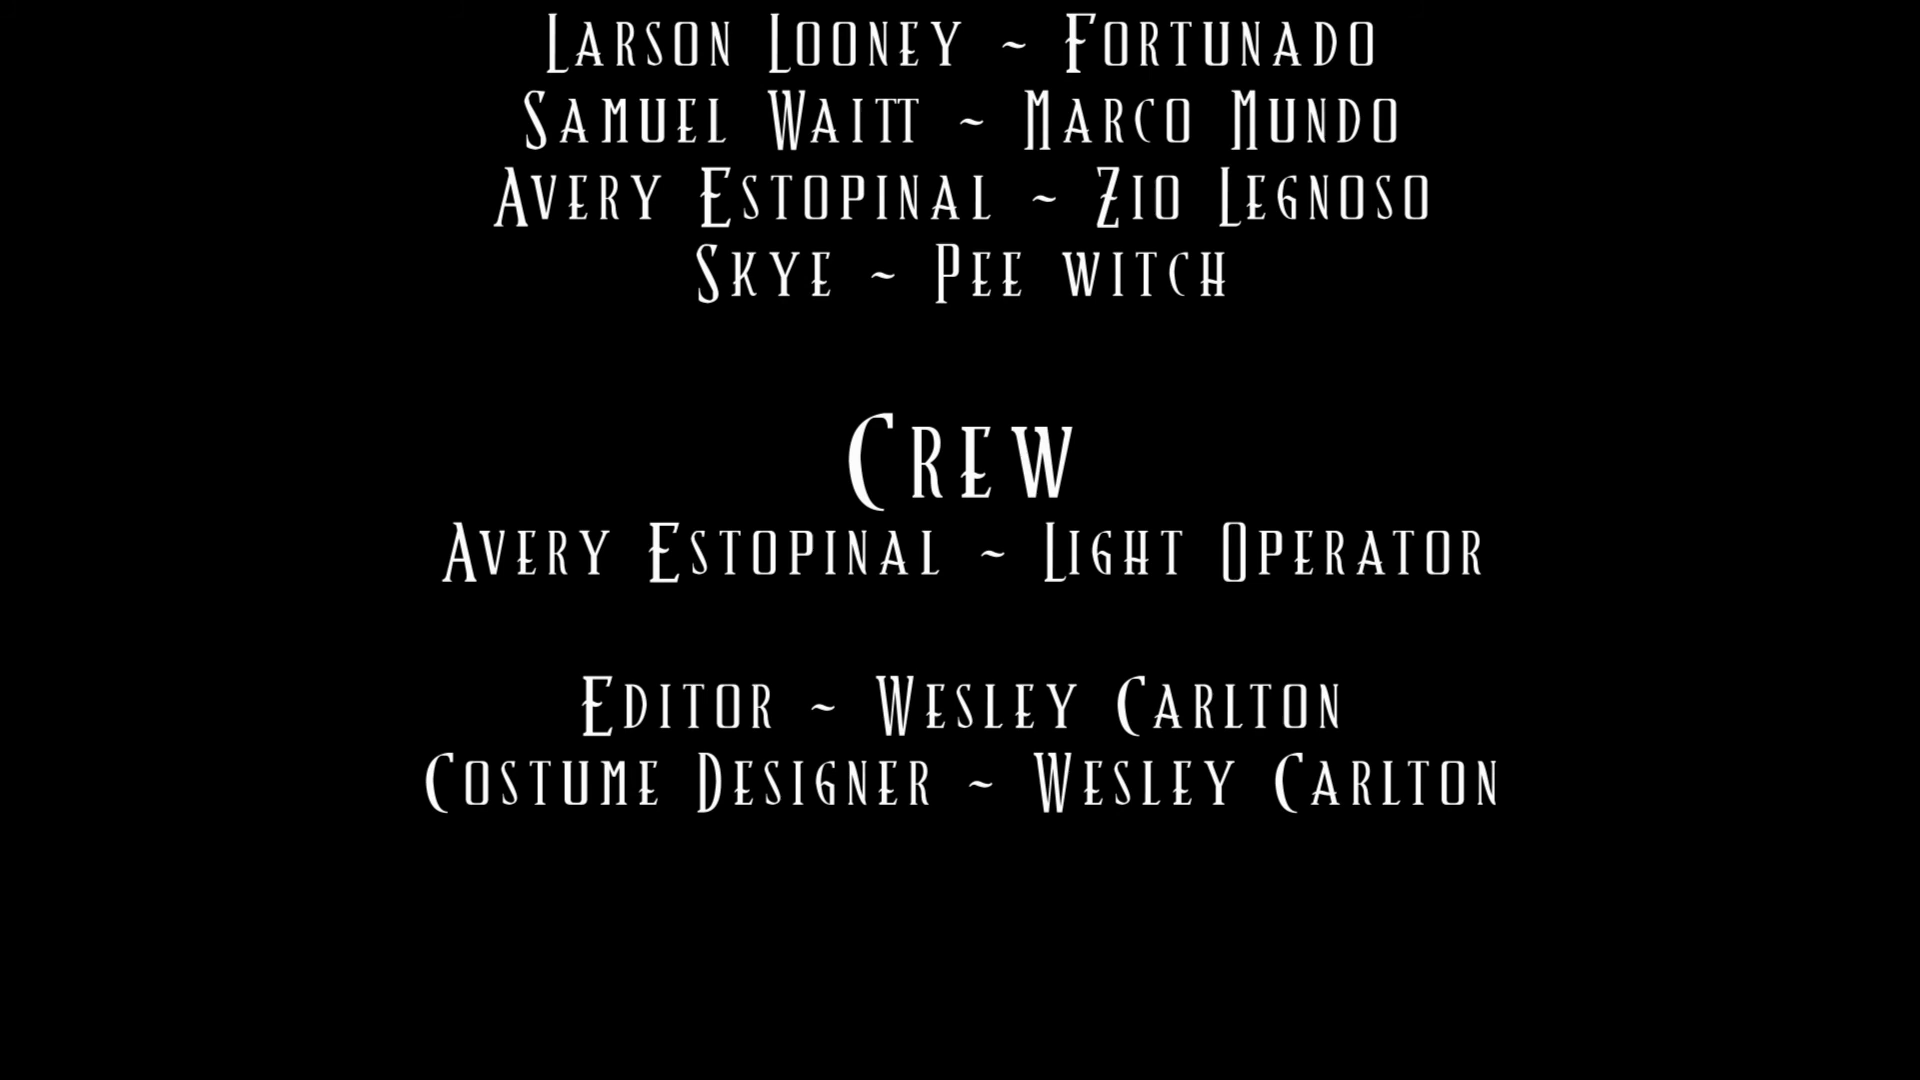 Larson Looney ~ Fortunado
Samuel Waitt ~ Marco Mundo
Avery Estopinal ~ Zio Legnoso
Skye ~ Pee witch
Crew
Avery Estopinal ~ Light Operator
Editor ~ Wesley Carlton
Costume Designer ~ Wesley Carlton